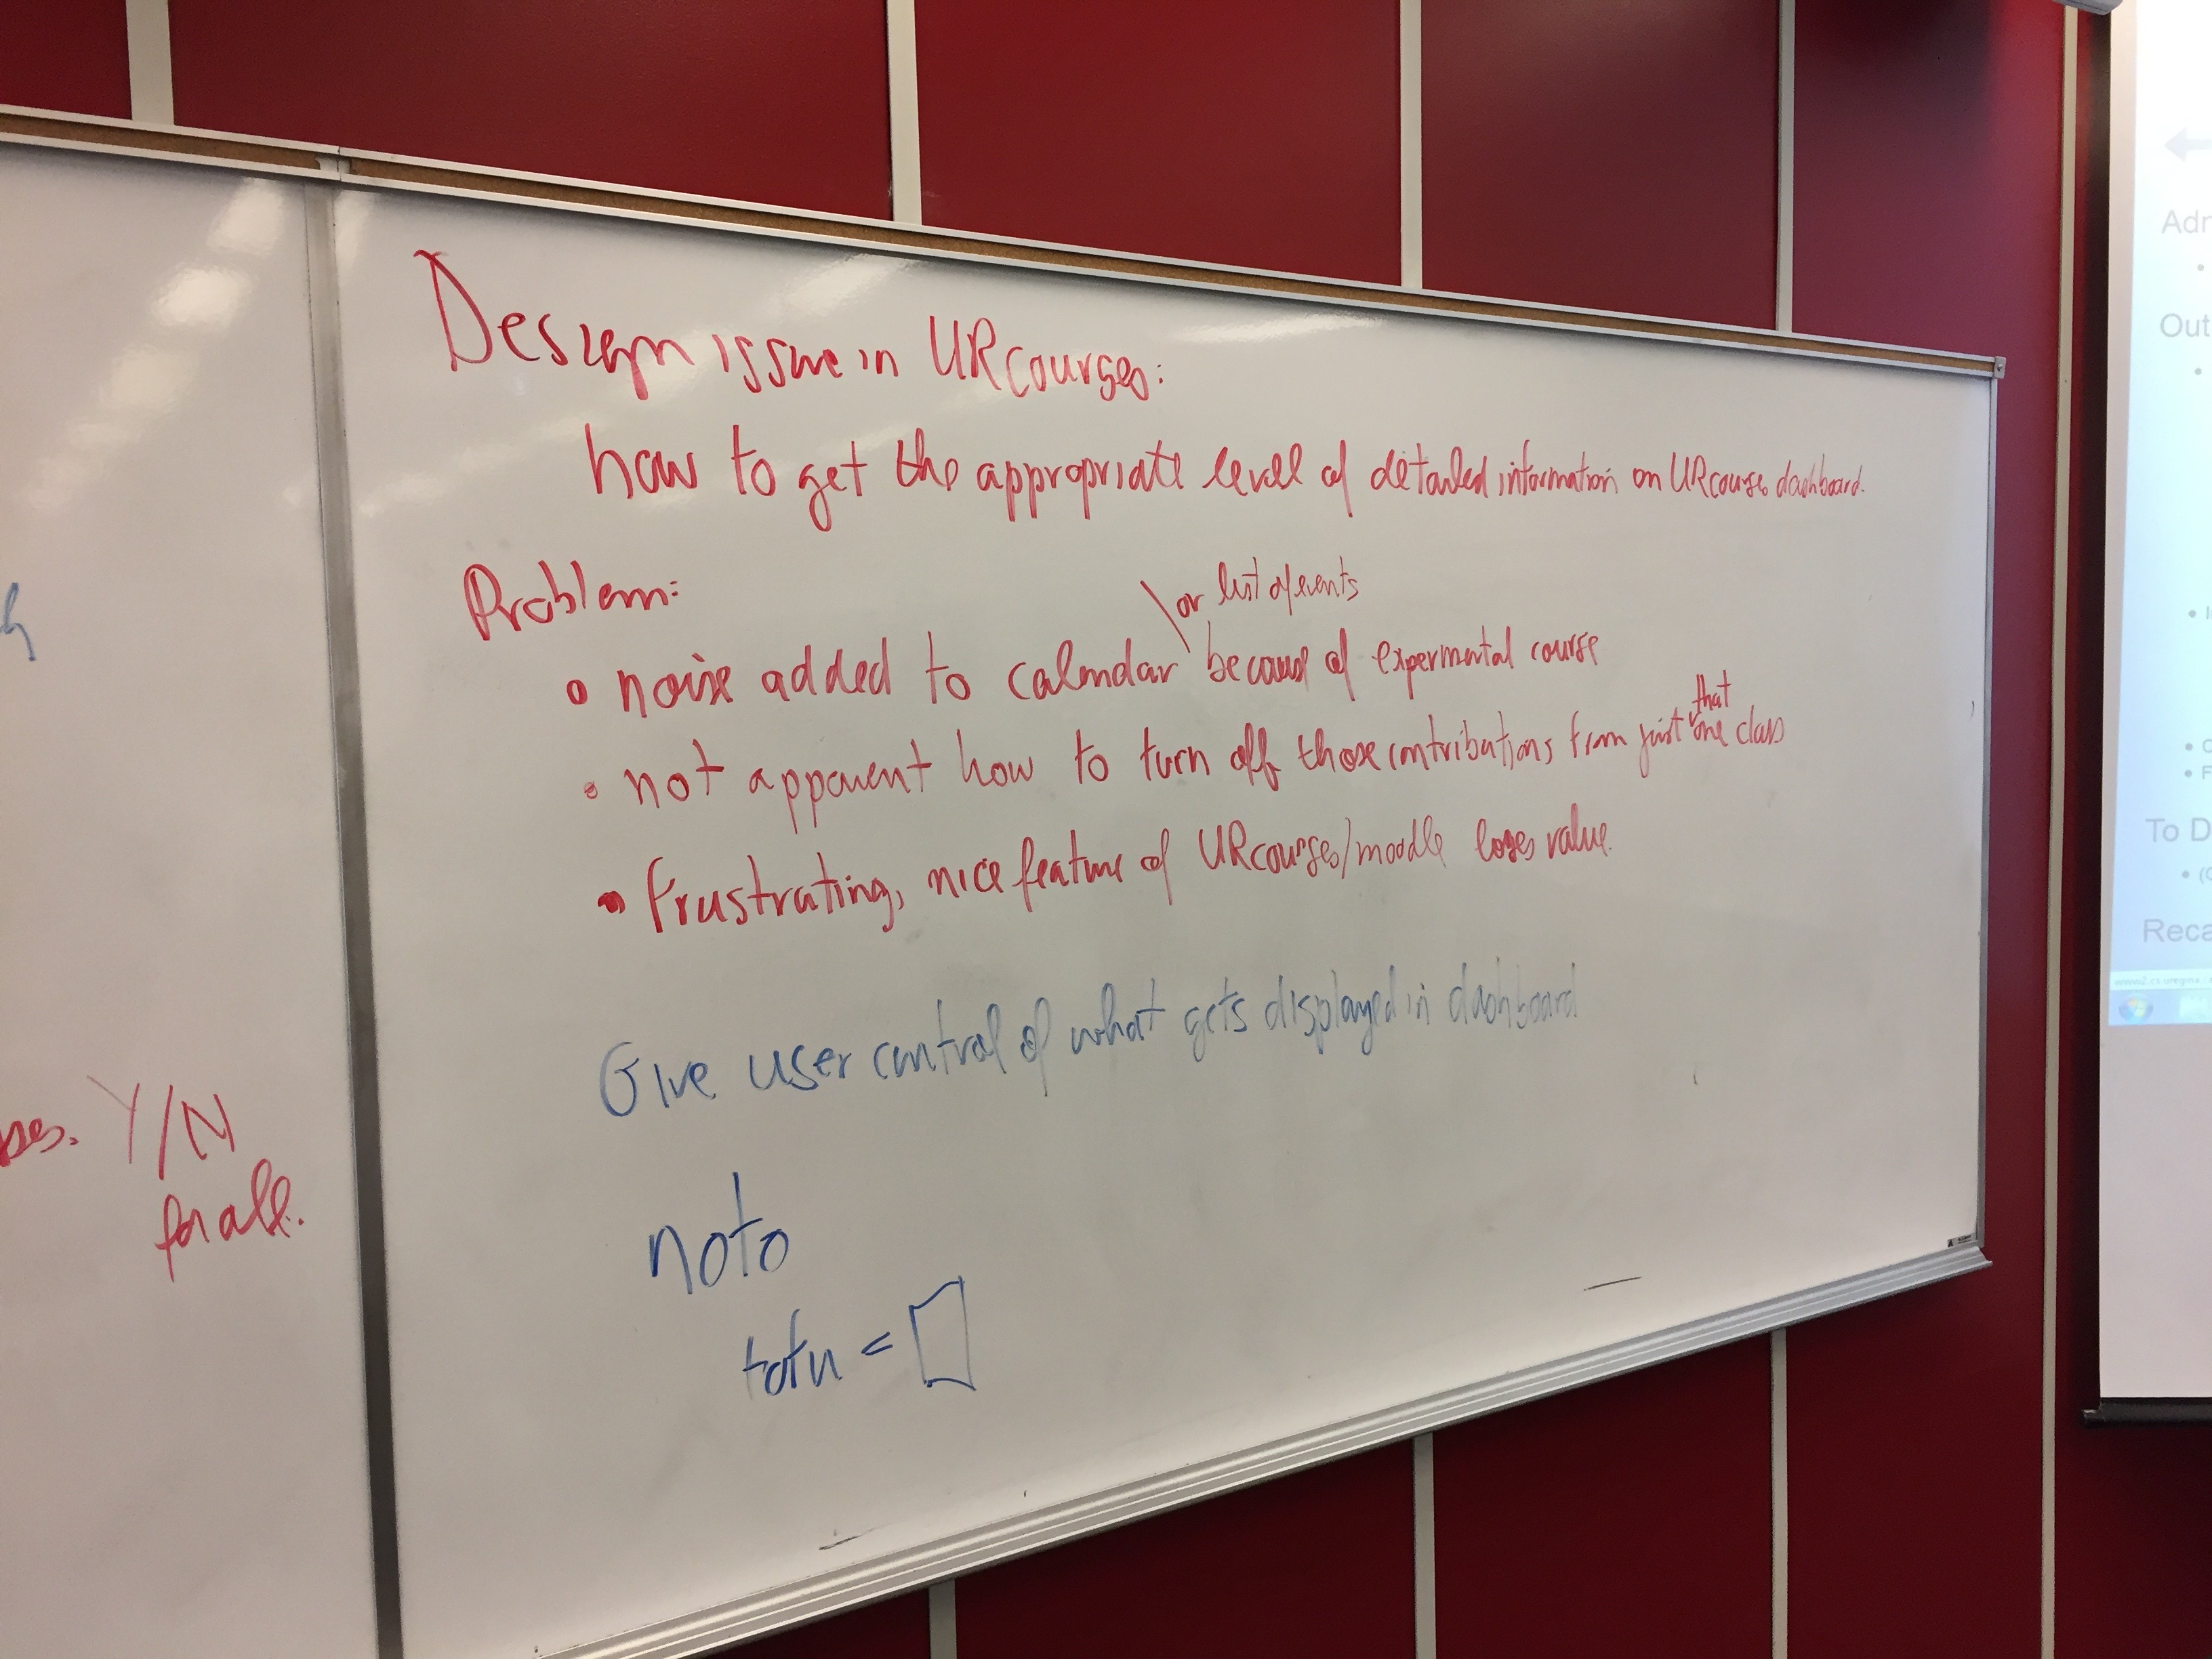 Design issue in URcourses:
how to get the appropriate level of detailed information on URcourses dashboard.
Problem:
or list of events
noise added to calendar because of expermental course
that
not apparent how to turn off those contributions from just one class
frustrating, nice feature of URcourses/moodle loses value.
Give user control of what gets displayed in dashboard
noto
tofu =
Y/N
for all.
Adr
Out
To D
Reca